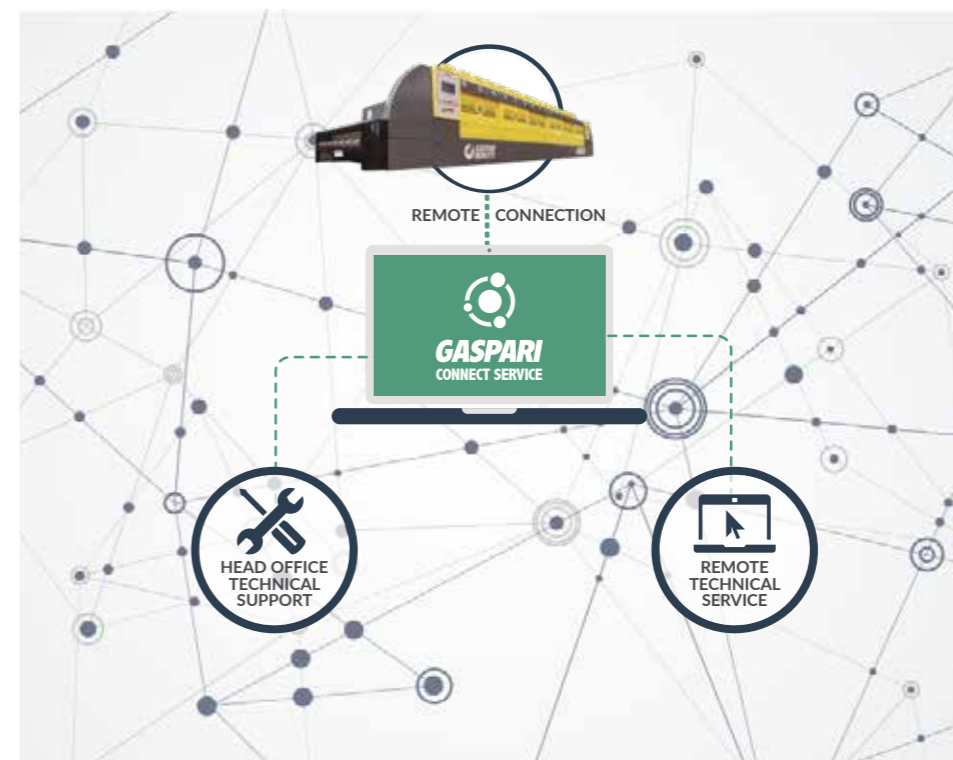 REMOTE CONNECTION
GASPARI
CONNECT SERVICE
HEAD OFFICE
TECHNICAL
SUPPORT
REMOTE
TECHNICAL
SERVICE